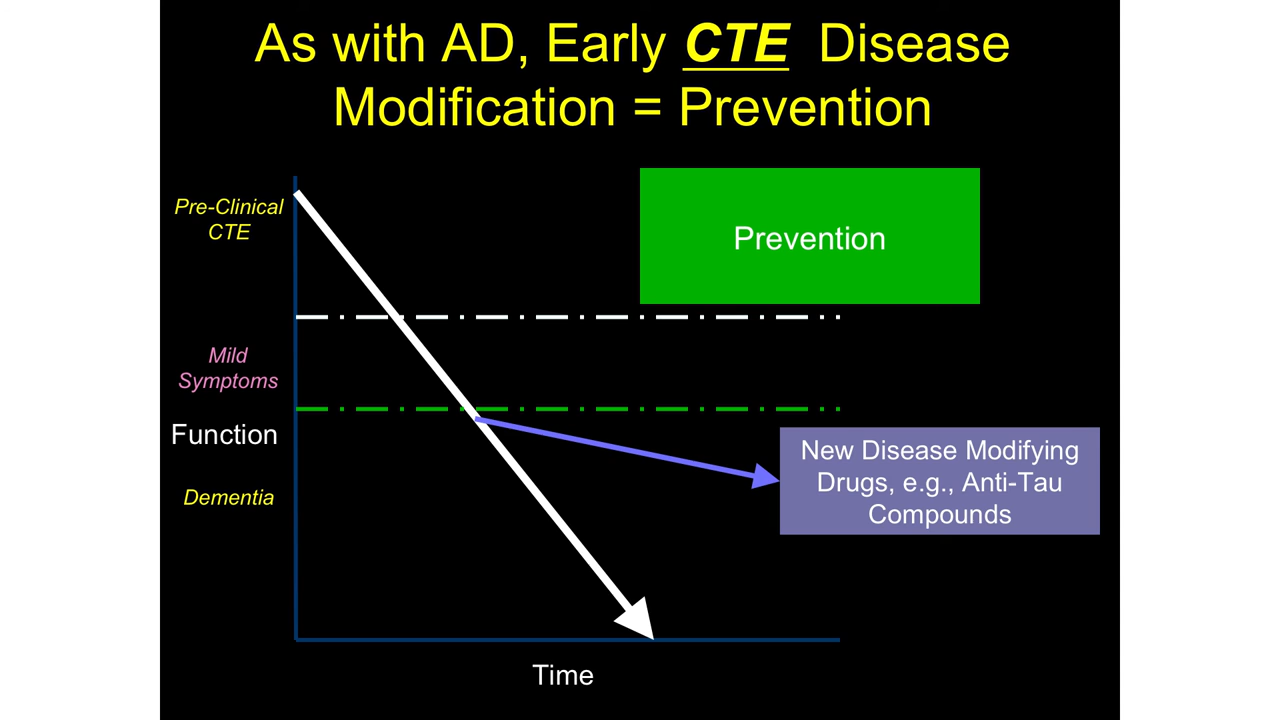 As with AD, Early CTE Disease
Modification = Prevention
Pre-Clinical
CTE
Prevention
Mild
Symptoms
Function
New Disease Modifying
Drugs, e.g., Anti-Tau
Compounds
Dementia
Time